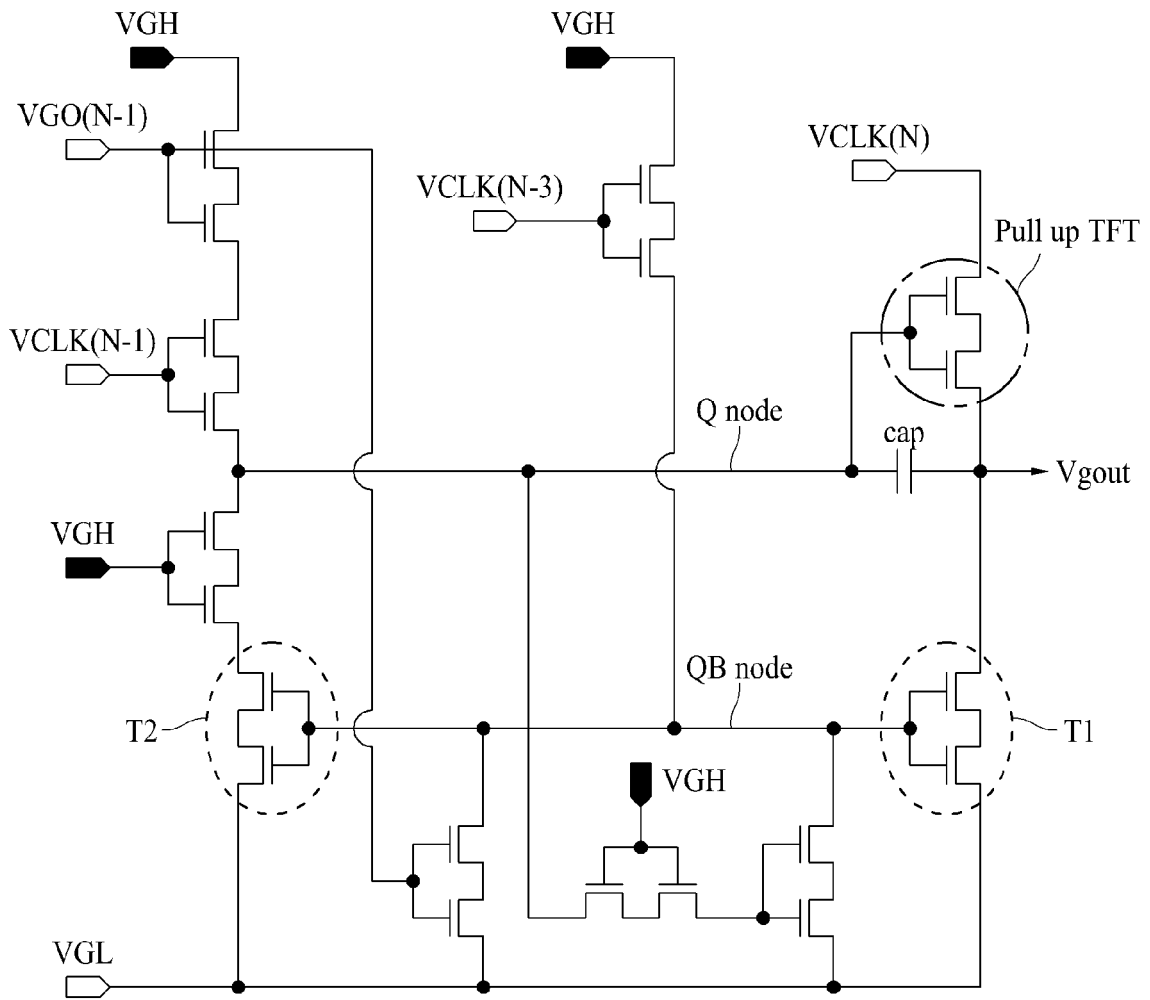 VGH
VGH
VGO(N-1)
VCLK(N)
VCLK(N-3)
Pull up TFT
VCLK(N-1)
Q node
cap
Vgout
VGH
QB node
T2
T1
VGH
VGL